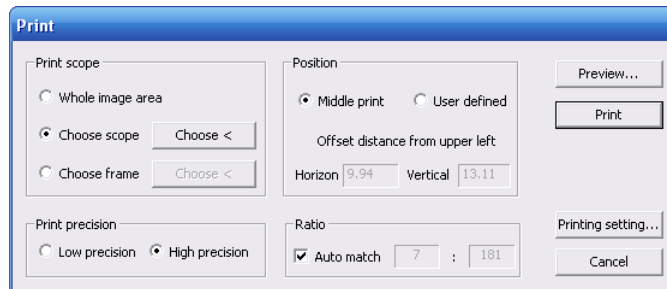 Print
Print scope
Whole image area
Choose scope Choose <
Choose frame Choose <
Position
Middle print User defined
Offset distance from upper left
Horizon 9.94 Vertical 13.11
Preview...
Print
Print precision
Low precision High precision
Ratio
Auto match 7 : 181
Printing setting...
Cancel